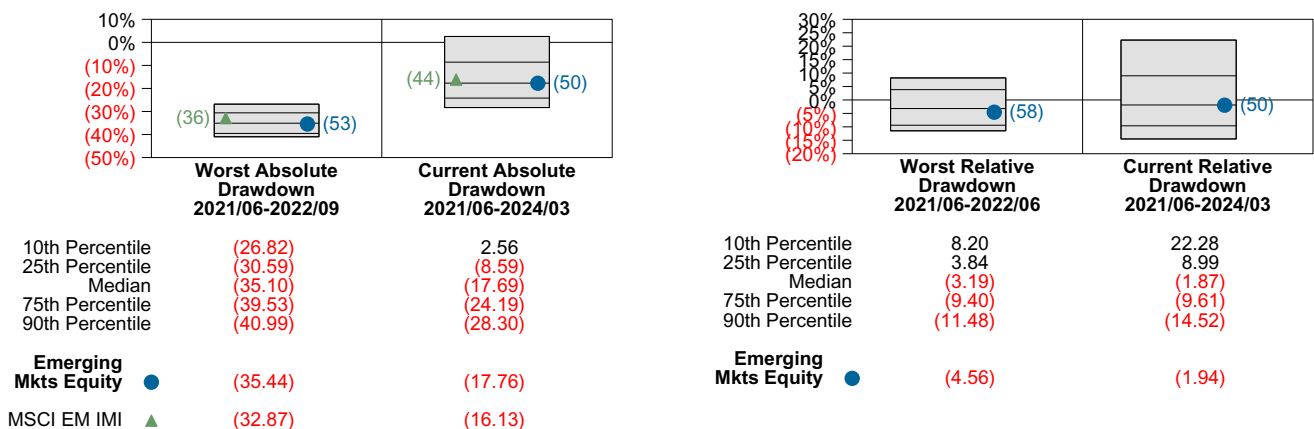 10%
0%
(10%)
(20%)
(30%)
(40%)
(50%)
(36)
(53)
(44)
(50)
Worst Absolute Drawdown 2021/06-2022/09
Current Absolute Drawdown 2021/06-2024/03
10th Percentile (26.82) 2.56
25th Percentile (30.59) (8.59)
Median (35.10) (17.69)
75th Percentile (39.53) (24.19)
90th Percentile (40.99) (28.30)
Emerging
Mkts Equity (35.44) (17.76)
MSCI EM IMI (32.87) (16.13)
30%
25%
20%
15%
10%
5%
0%
(5%)
(10%)
(15%)
(20%)
(58)
(50)
Worst Relative Drawdown 2021/06-2022/06
Current Relative Drawdown 2021/06-2024/03
10th Percentile 8.20 22.28
25th Percentile 3.84 8.99
Median (3.19) (1.87)
75th Percentile (9.40) (9.61)
90th Percentile (11.48) (14.52)
Emerging
Mkts Equity (4.56) (1.94)